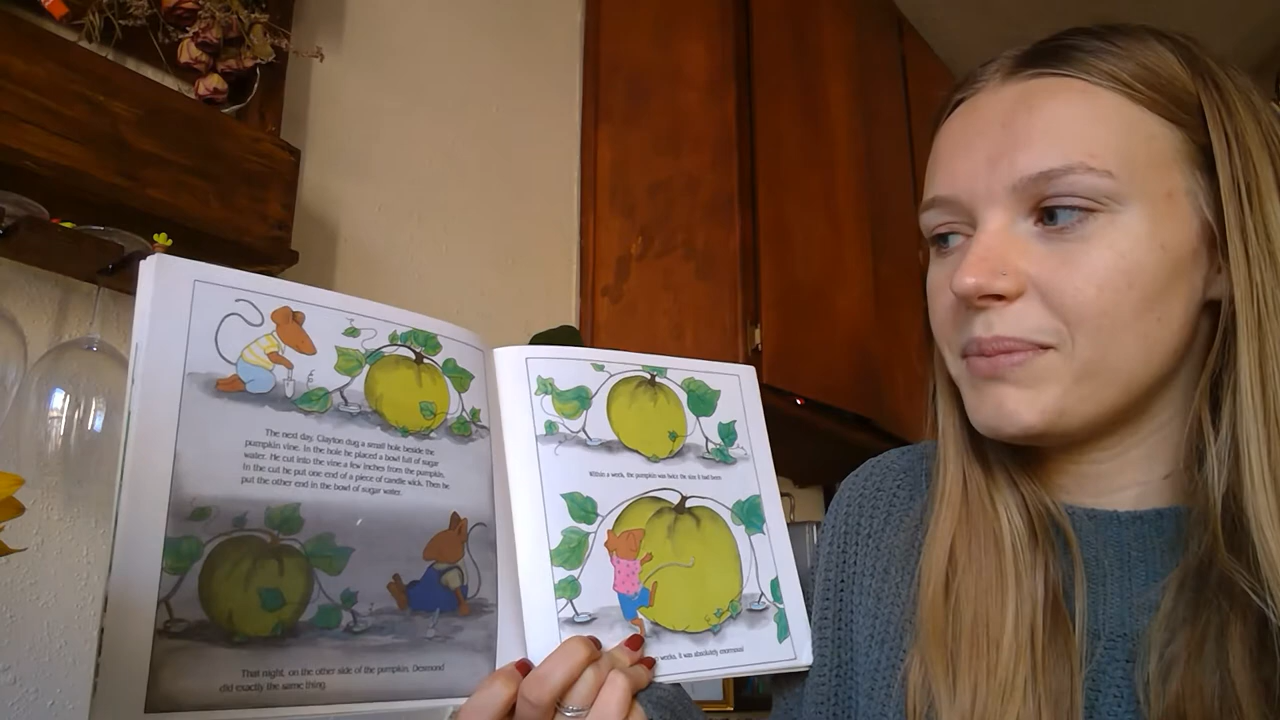 The next day, Clayton dug a small hole beside the
pumpkin vine. In the hole he placed a bowl full of sugar
water. He cut into the vine a few inches from the pumpkin.
In the cut he put one end of a piece of candle wick. Then he
put the other end in the bowl of sugar water.
That night, on the other side of the pumpkin, Desmond
did exactly the same thing.
Within a week, the pumpkin was twice the size it had been.
weeks, it was absolutely enormous!